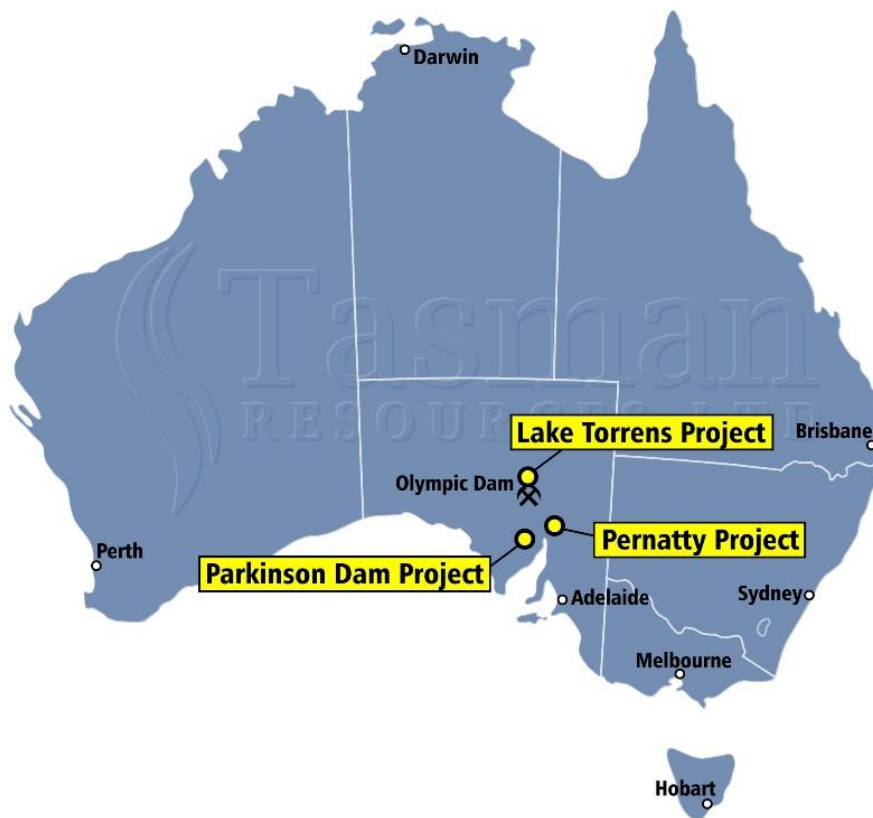 Darwin
Tasman
RESOURCES LTD
Lake Torrens Project
Brisbane
Olympic Dam
Pernatty Project
Perth
Parkinson Dam Project
Adelaide
Sydney
Melbourne
Hobart